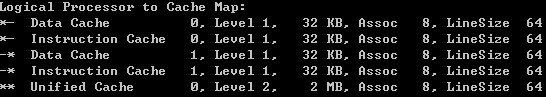 Logical Processor to Cache Map:
*-  Data Cache          0, Level 1,   32 KB, Assoc   8, LineSize  64
*-  Instruction Cache   0, Level 1,   32 KB, Assoc   8, LineSize  64
-*  Data Cache          1, Level 1,   32 KB, Assoc   8, LineSize  64
-*  Instruction Cache   1, Level 1,   32 KB, Assoc   8, LineSize  64
**  Unified Cache       0, Level 2,    2 MB, Assoc   8, LineSize  64